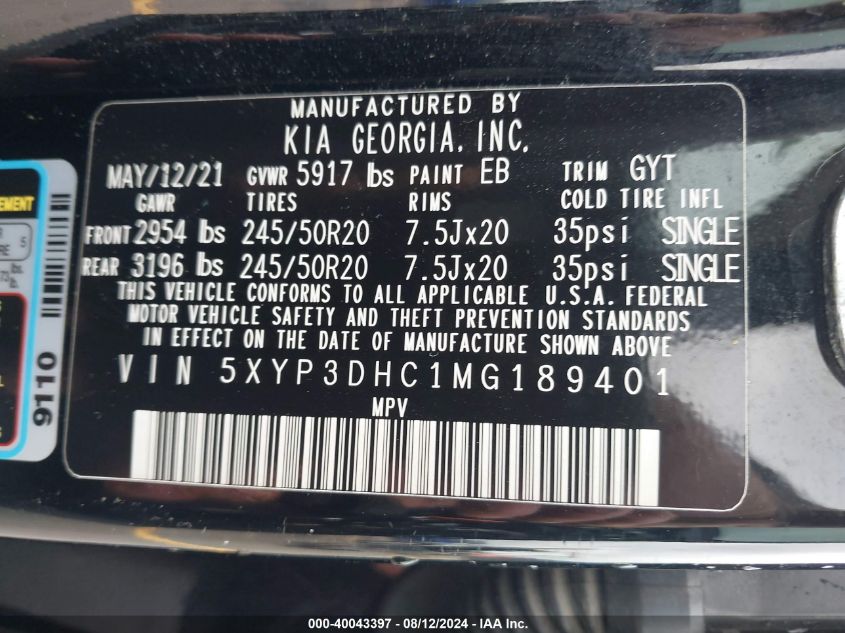 MANUFACTURED BY
KIA GEORGIA, INC.
MAY/12/21 GVWR 5917 lbs PAINT EB TRIM GYT
GAWR TIRES RIMS COLD TIRE INFL
FRONT 2954 lbs 245/50R20 7.5Jx20 35psi SINGLE
REAR 3196 lbs 245/50R20 7.5Jx20 35psi SINGLE
THIS VEHICLE CONFORMS TO ALL APPLICABLE U.S.A. FEDERAL
MOTOR VEHICLE SAFETY AND THEFT PREVENTION STANDARDS
IN EFFECT ON THE DATE OF MANUFACTURE SHOWN ABOVE
VIN 5XYP3DHC1MG189401
MPV
9110
000-40043397 - 08/12/2024 - IAA Inc.